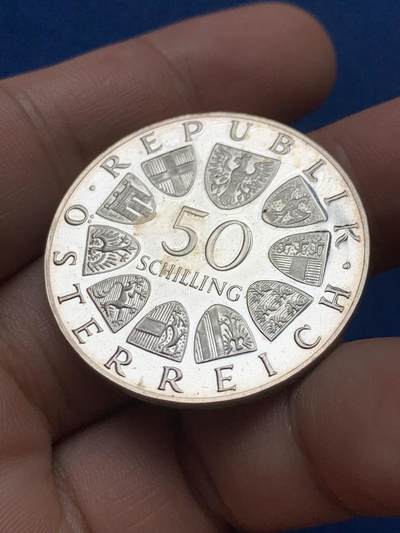 REPUBLIK · ÖSTERREICH ·
50
SCHILLING